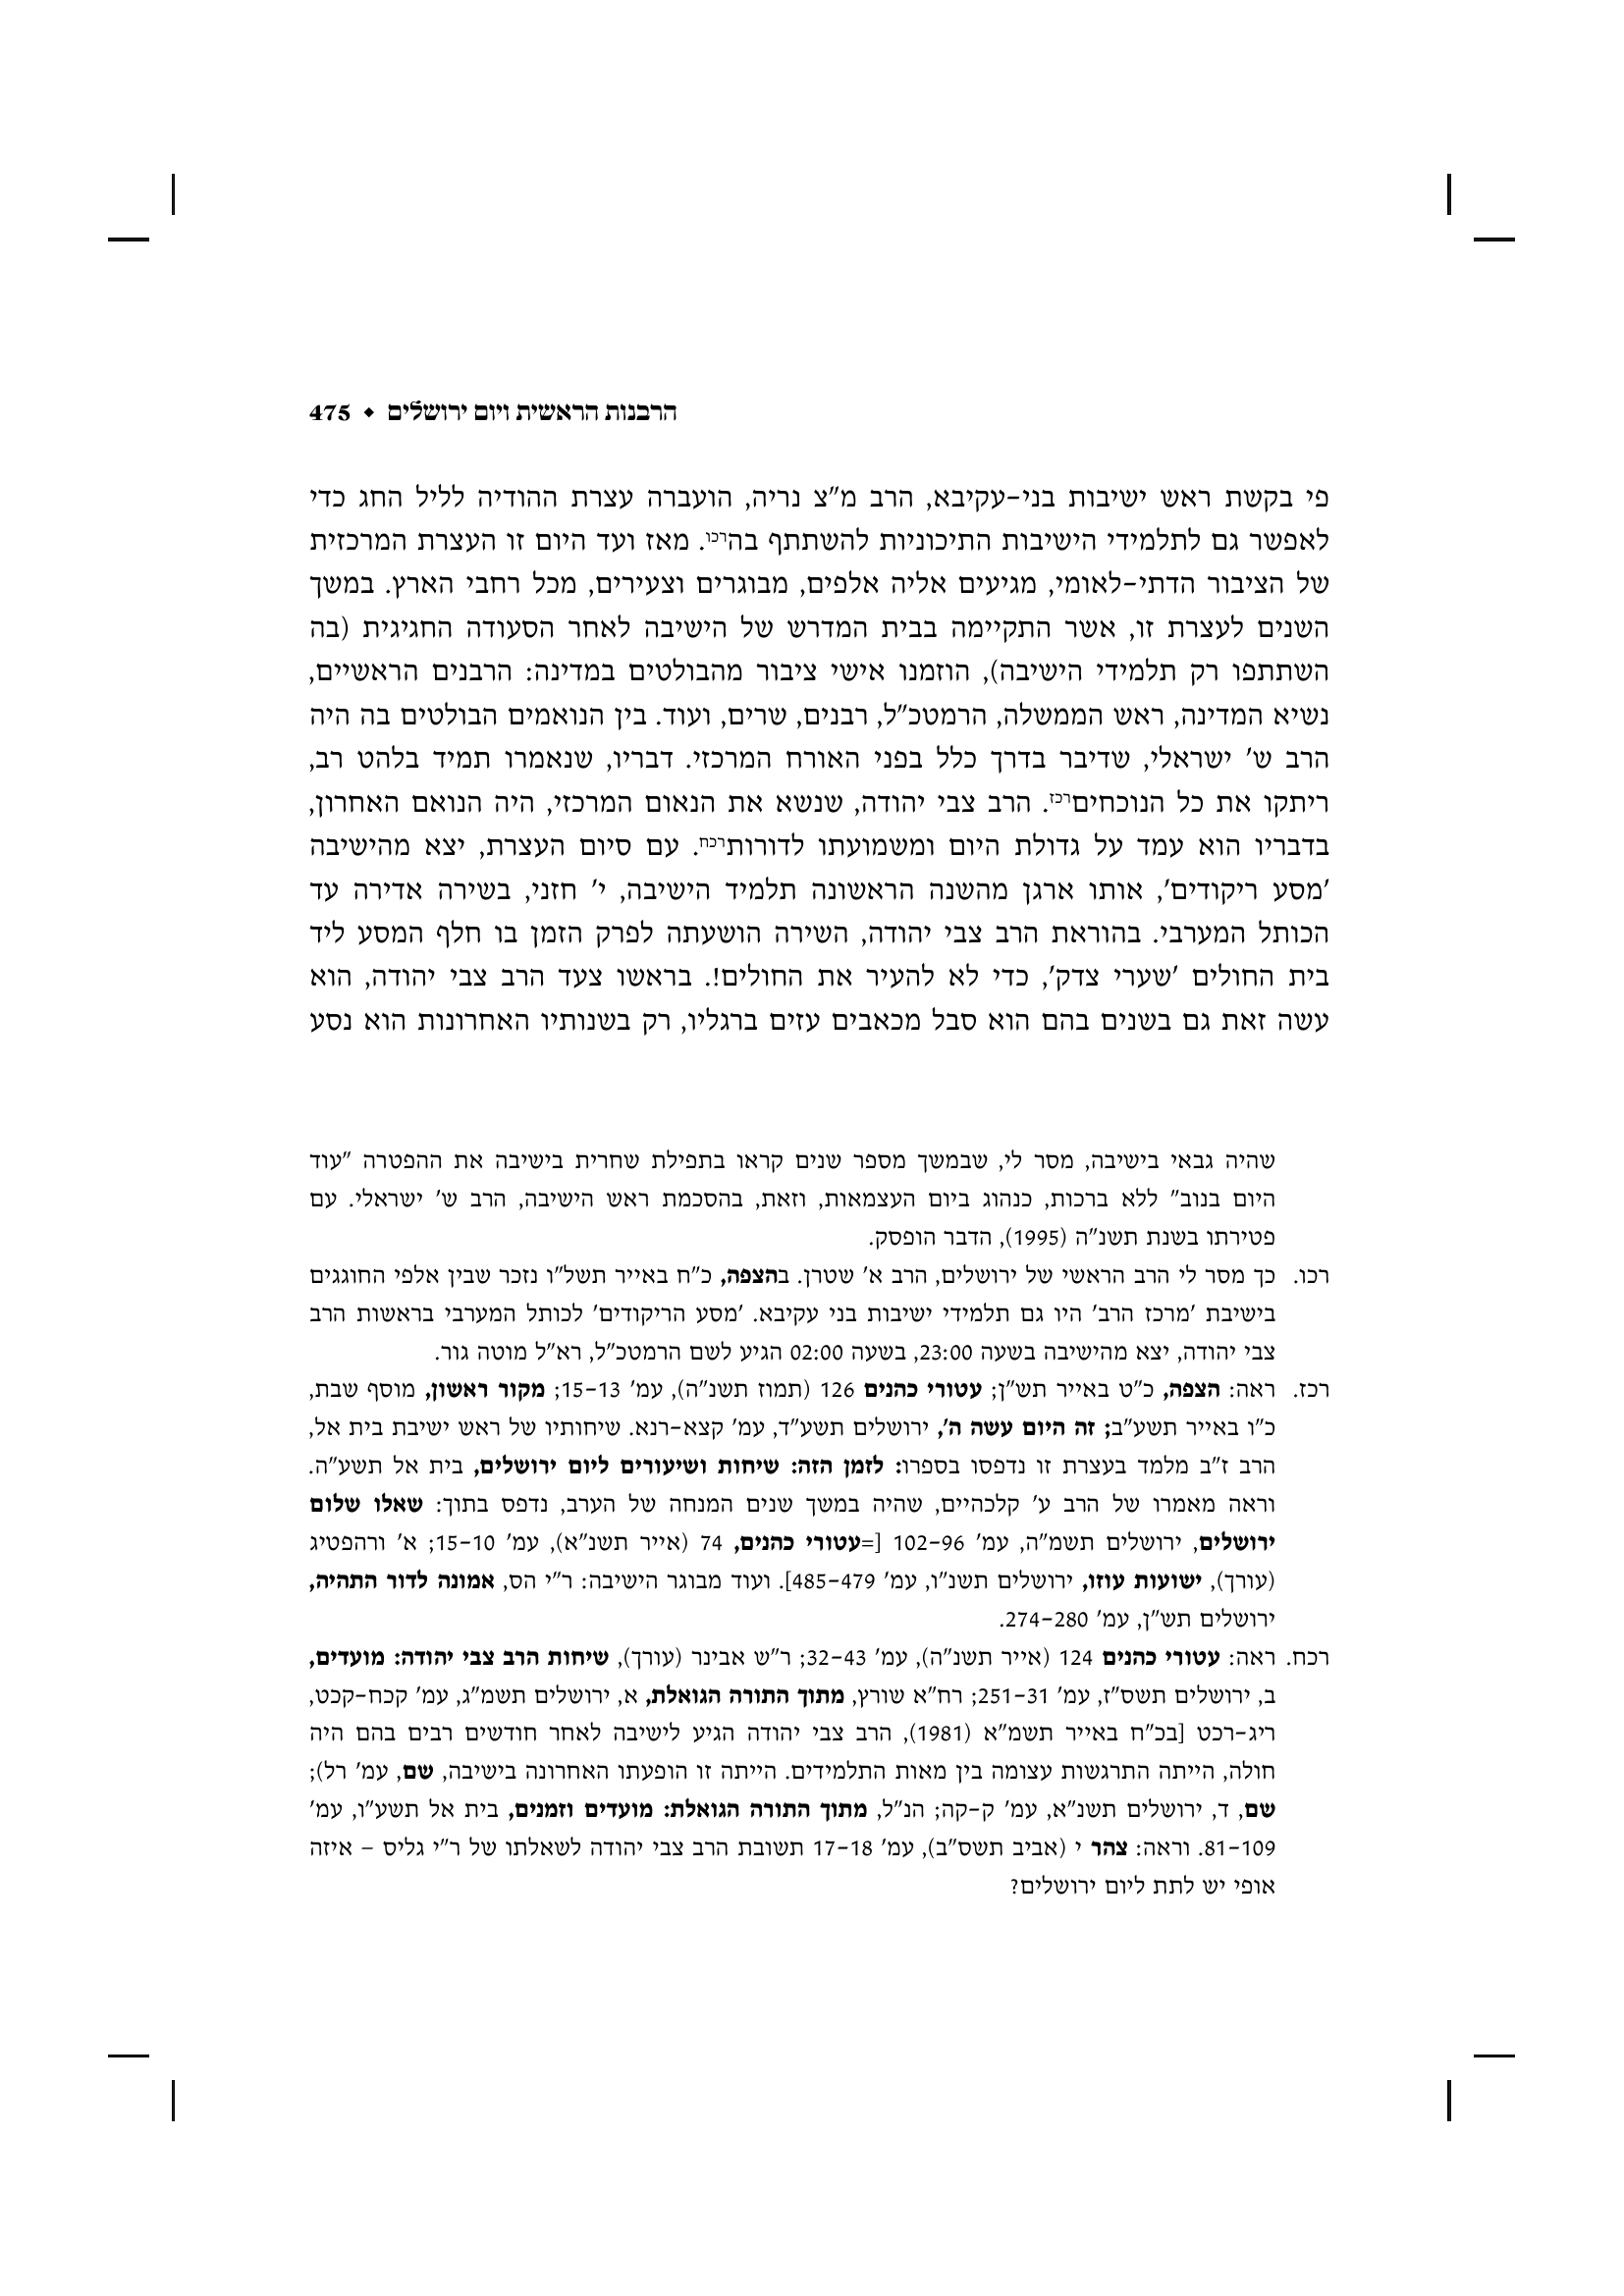 הרבנות הראשית ויום ירושלים ◆ 475
פי בקשת ראש ישיבות בני-עקיבא, הרב מ"צ נריה, הועברה עצרת ההודיה לליל החג כדי
לאפשר גם לתלמידי הישיבות התיכוניות להשתתף בהרכו. מאז ועד היום זו העצרת המרכזית
של הציבור הדתי-לאומי, מגיעים אליה אלפים, מבוגרים וצעירים, מכל רחבי הארץ. במשך
השנים לעצרת זו, אשר התקיימה בבית המדרש של הישיבה לאחר הסעודה החגיגית (בה
השתתפו רק תלמידי הישיבה), הוזמנו אישי ציבור מהבולטים במדינה: הרבנים הראשיים,
נשיא המדינה, ראש הממשלה, הרמטכ"ל, רבנים, שרים, ועוד. בין הנואמים הבולטים בה היה
הרב ש' ישראלי, שדיבר בדרך כלל בפני האורח המרכזי. דבריו, שנאמרו תמיד בלהט רב,
ריתקו את כל הנוכחיםרכז. הרב צבי יהודה, שנשא את הנאום המרכזי, היה הנואם האחרון,
בדבריו הוא עמד על גדולת היום ומשמועתו לדורותרכח. עם סיום העצרת, יצא מהישיבה
'מסע ריקודים', אותו ארגן מהשנה הראשונה תלמיד הישיבה, י' חזני, בשירה אדירה עד
הכותל המערבי. בהוראת הרב צבי יהודה, השירה הושעתה לפרק הזמן בו חלף המסע ליד
בית החולים 'שערי צדק', כדי לא להעיר את החולים!. בראשו צעד הרב צבי יהודה, הוא
עשה זאת גם בשנים בהם הוא סבל מכאבים עזים ברגליו, רק בשנותיו האחרונות הוא נסע
שהיה גבאי בישיבה, מסר לי, שבמשך מספר שנים קראו בתפילת שחרית בישיבה את ההפטרה "עוד
היום בנוב" ללא ברכות, כנהוג ביום העצמאות, וזאת, בהסכמת ראש הישיבה, הרב ש' ישראלי. עם
פטירתו בשנת תשנ"ה (1995), הדבר הופסק.
רכו. כך מסר לי הרב הראשי של ירושלים, הרב א' שטרן. בהצפה, כ"ח באייר תשל"ו נזכר שבין אלפי החוגגים
בישיבת 'מרכז הרב' היו גם תלמידי ישיבות בני עקיבא. 'מסע הריקודים' לכותל המערבי בראשות הרב
צבי יהודה, יצא מהישיבה בשעה 23:00, בשעה 02:00 הגיע לשם הרמטכ"ל, רא"ל מוטה גור.
רכז. ראה: הצפה, כ"ט באייר תש"ן; עטורי כהנים 126 (תמוז תשנ"ה), עמ' 15-13; מקור ראשון, מוסף שבת,
כ"ו באייר תשע"ב; זה היום עשה ה', ירושלים תשע"ד, עמ' קצא-רנא. שיחותיו של ראש ישיבת בית אל,
הרב ז"ב מלמד בעצרת זו נדפסו בספרו: לזמן הזה: שיחות ושיעורים ליום ירושלים, בית אל תשע"ה.
וראה מאמרו של הרב ע' קלכהיים, שהיה במשך שנים המנחה של הערב, נדפס בתוך: שאלו שלום
ירושלים, ירושלים תשמ"ה, עמ' 102-96 [=עטורי כהנים, 74 (אייר תשנ"א), עמ' 15-10; א' ורהפטיג
(עורך), ישועות עוזו, ירושלים תשנ"ו, עמ' 485-479]. ועוד מבוגר הישיבה: ר"י הס, אמונה לדור התהיה,
ירושלים תש"ן, עמ' 274-280.
רכח. ראה: עטורי כהנים 124 (אייר תשנ"ה), עמ' 32-43; ר"ש אבינר (עורך), שיחות הרב צבי יהודה: מועדים,
ב, ירושלים תשס"ז, עמ' 251-31; רח"א שורץ, מתוך התורה הגואלת, א, ירושלים תשמ"ג, עמ' קכח-קכט,
ריג-רכט [בכ"ח באייר תשמ"א (1981), הרב צבי יהודה הגיע לישיבה לאחר חודשים רבים בהם היה
חולה, הייתה התרגשות עצומה בין מאות התלמידים. הייתה זו הופעתו האחרונה בישיבה, שם, עמ' רל);
שם, ד, ירושלים תשנ"א, עמ' ק-קה; הנ"ל, מתוך התורה הגואלת: מועדים וזמנים, בית אל תשע"ו, עמ'
81-109. וראה: צהר י (אביב תשס"ב), עמ' 17-18 תשובת הרב צבי יהודה לשאלתו של ר"י גליס – איזה
אופי יש לתת ליום ירושלים?